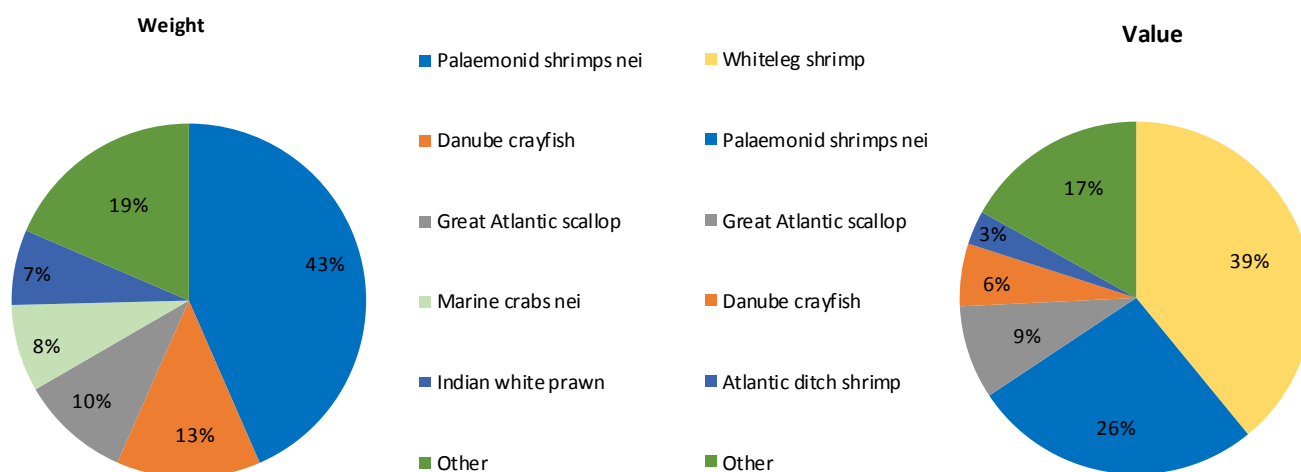 Weight
Value
Palaemonid shrimps nei
Danube crayfish
Great Atlantic scallop
Marine crabs nei
Indian white prawn
Other
Whiteleg shrimp
Palaemonid shrimps nei
Great Atlantic scallop
Danube crayfish
Atlantic ditch shrimp
Other
43%
13%
10%
8%
7%
19%
39%
26%
9%
6%
3%
17%